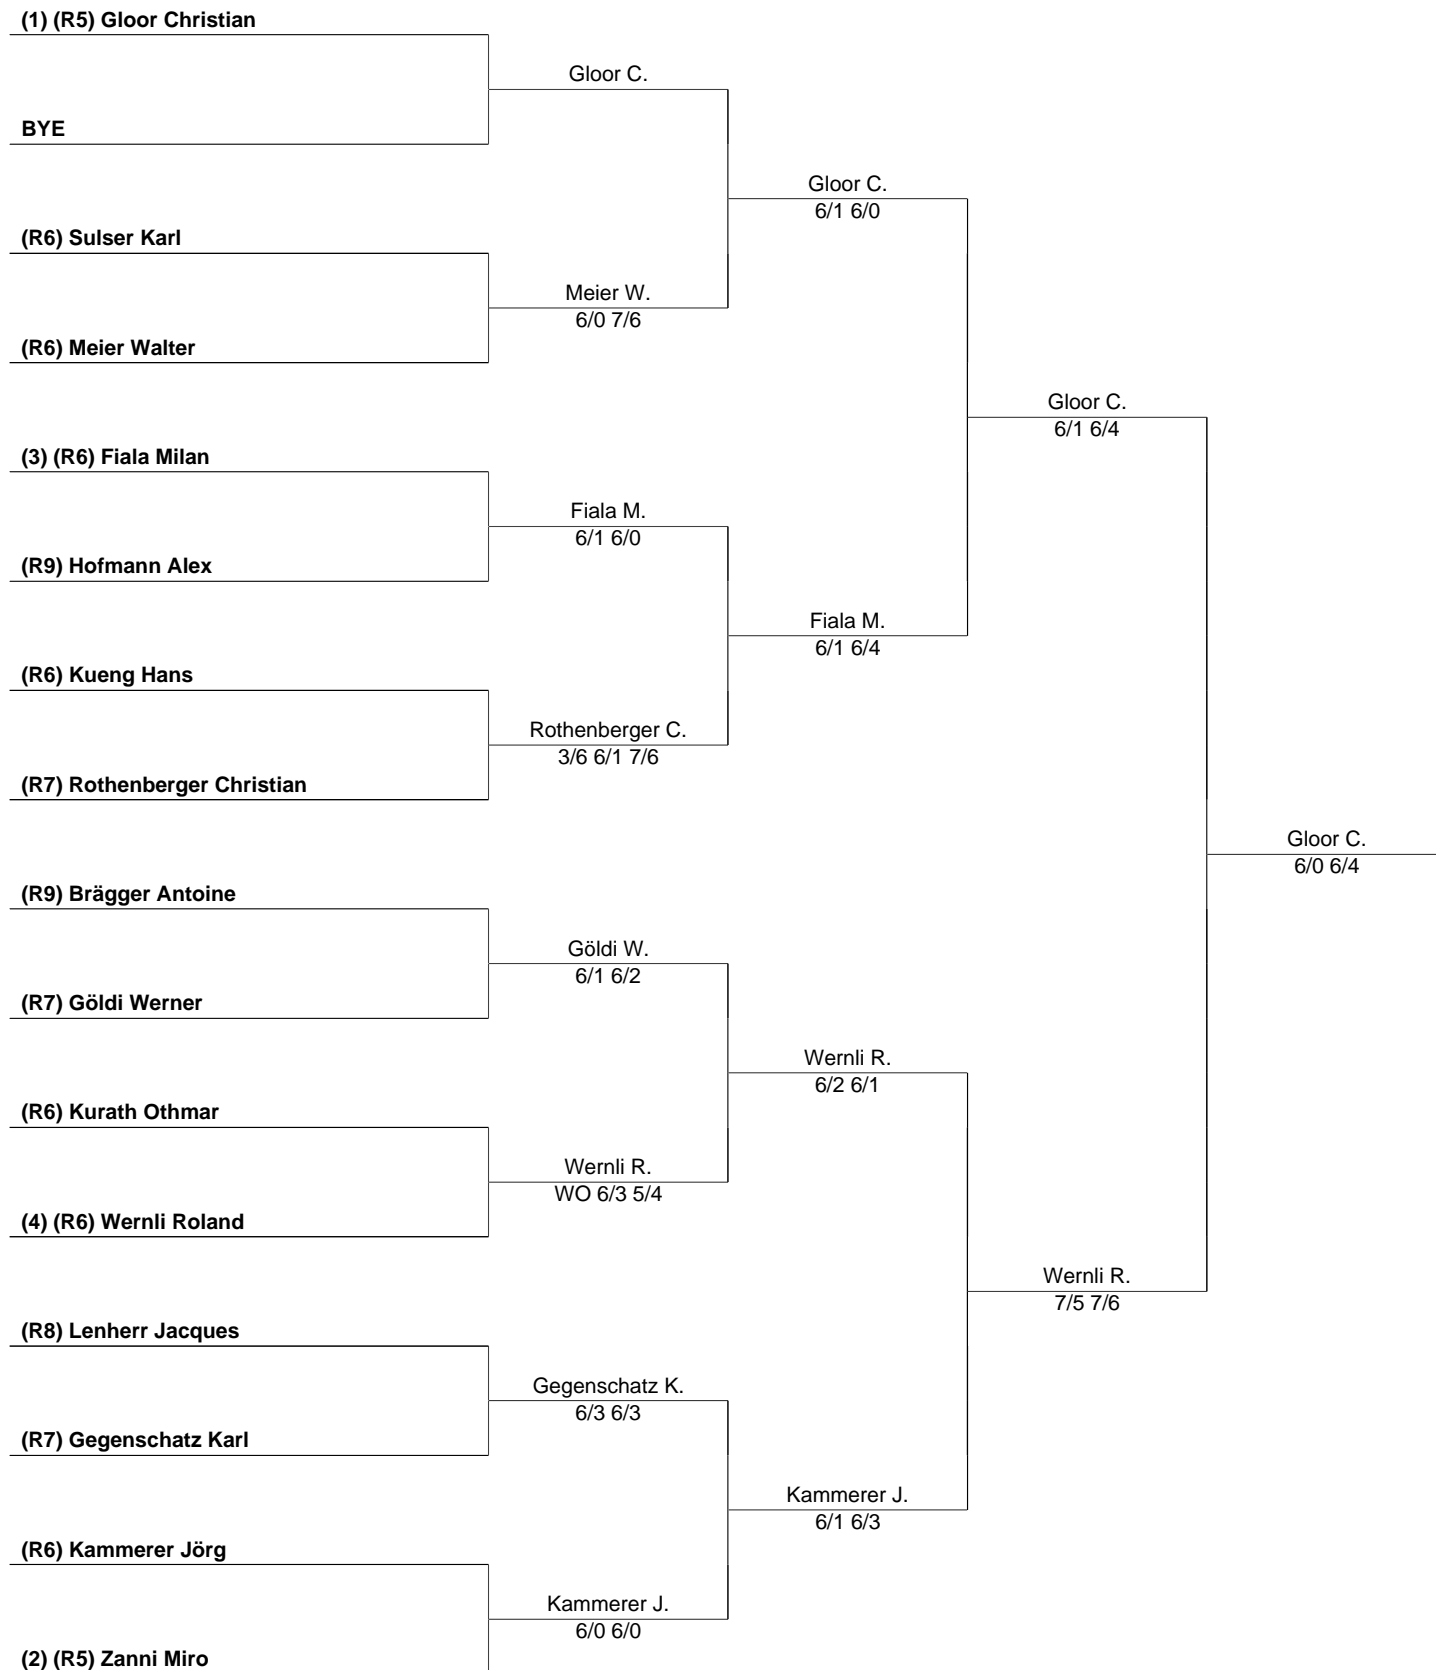 (1) (R5) Gloor Christian
Gloor C.
BYE
Gloor C.
6/1 6/0
(R6) Sulser Karl
Meier W.
6/0 7/6
(R6) Meier Walter
Gloor C.
6/1 6/4
(3) (R6) Fiala Milan
Fiala M.
6/1 6/0
(R9) Hofmann Alex
Fiala M.
6/1 6/4
(R6) Kueng Hans
Rothenberger C.
3/6 6/1 7/6
(R7) Rothenberger Christian
Gloor C.
6/0 6/4
(R9) Brägger Antoine
Göldi W.
6/1 6/2
(R7) Göldi Werner
Wernli R.
6/2 6/1
(R6) Kurath Othmar
Wernli R.
WO 6/3 5/4
(4) (R6) Wernli Roland
Wernli R.
7/5 7/6
(R8) Lenherr Jacques
Gegenschatz K.
6/3 6/3
(R7) Gegenschatz Karl
Kammerer J.
6/1 6/3
(R6) Kammerer Jörg
Kammerer J.
6/0 6/0
(2) (R5) Zanni Miro